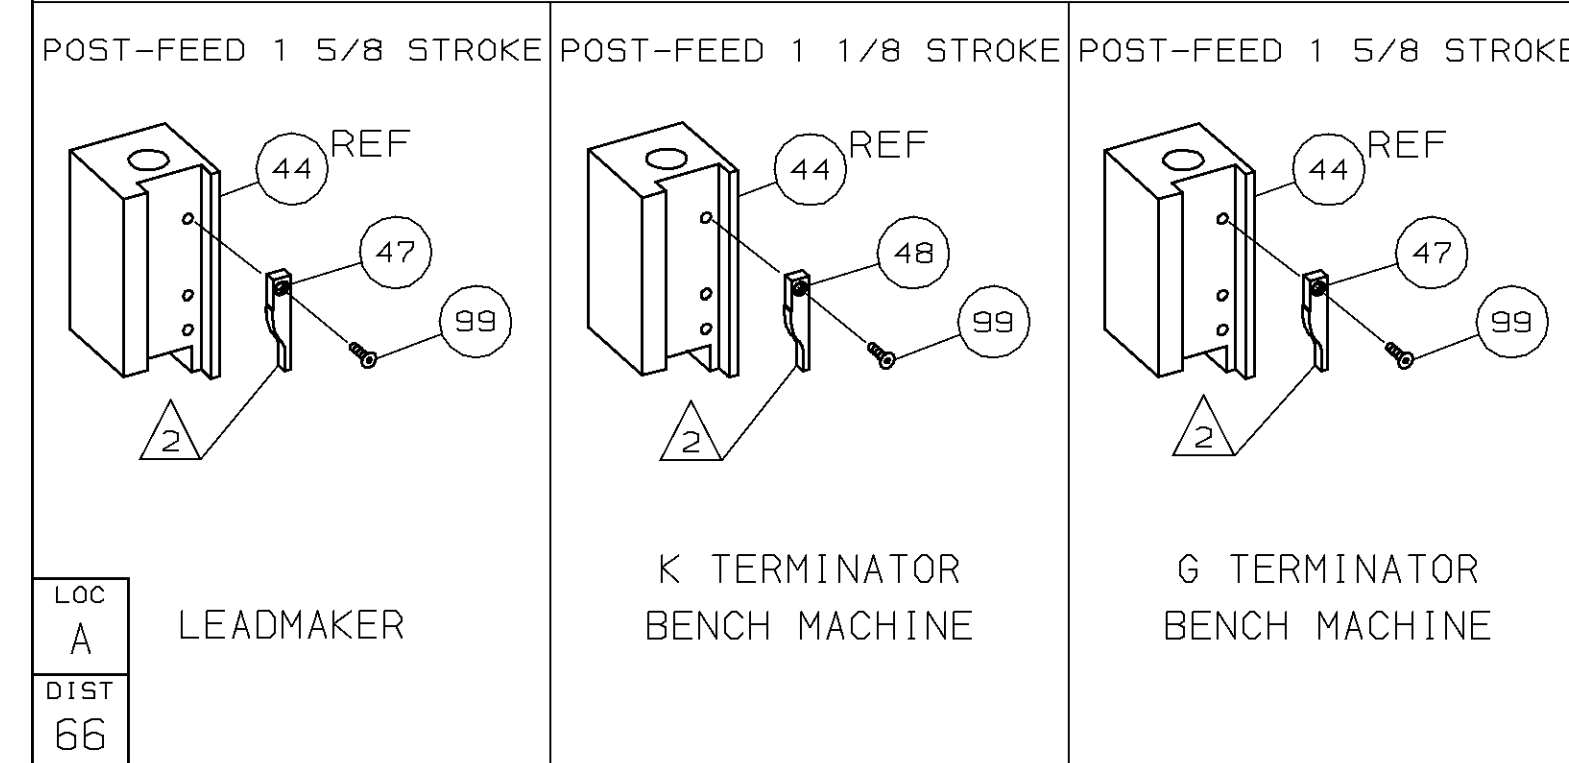 POST-FEED 1 5/8 STROKE
REF
44
47
99
2
LEADMAKER
POST-FEED 1 1/8 STROKE
REF
44
48
99
2
K TERMINATOR
BENCH MACHINE
POST-FEED 1 5/8 STROKE
REF
44
47
99
2
G TERMINATOR
BENCH MACHINE
LOC
A
DIST
66